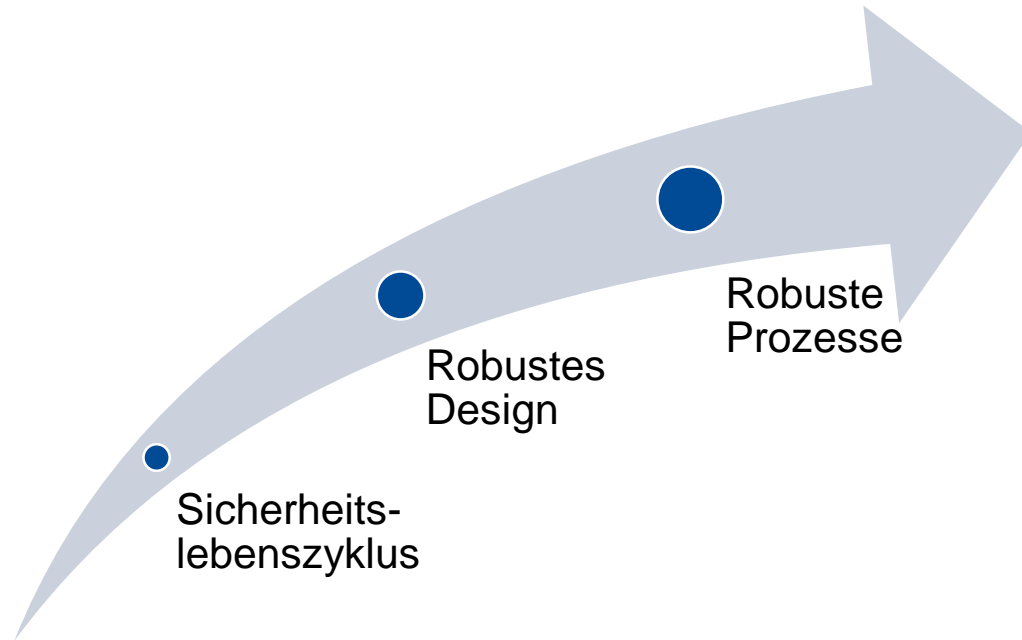 Sicherheits-
lebenszyklus
Robustes
Design
Robuste
Prozesse